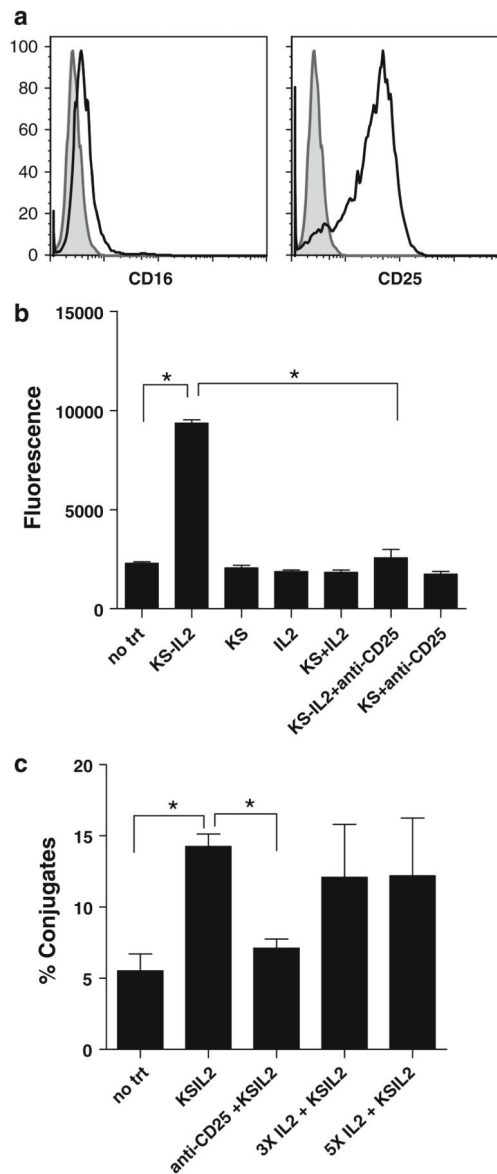 a
100
80
60
40
20
0
CD16
CD25
b
15000
10000
5000
0
Fluorescence
*
*
no trt
KS-IL2
KS
IL2
KS+IL2
KS-IL2+anti-CD25
KS+anti-CD25
c
20
15
10
5
0
% Conjugates
*
*
no trt
KSIL2
anti-CD25 +KSIL2
3X IL2 + KSIL2
5X IL2 + KSIL2